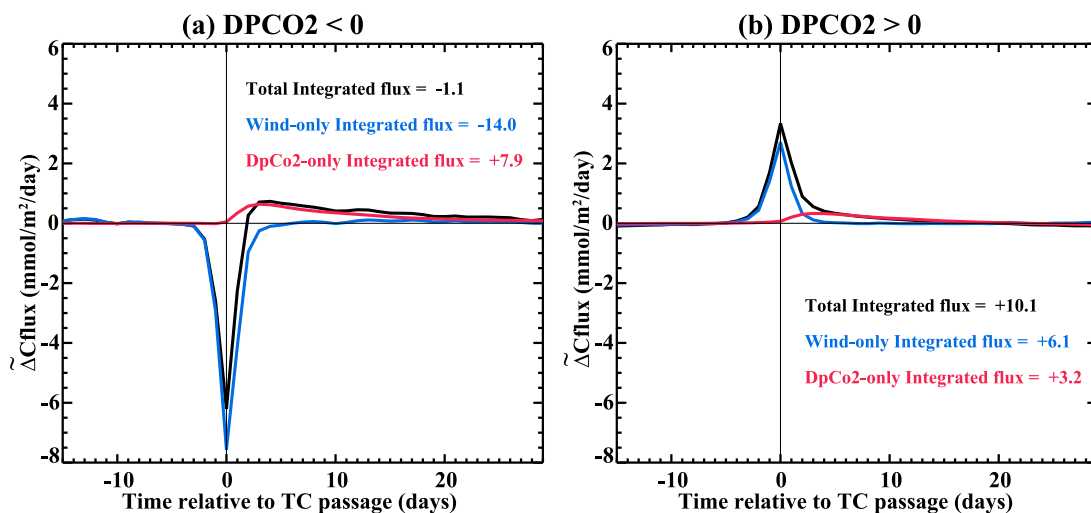 (a) DPCO2 < 0
6
4
2
0
-2
-4
-6
-8
Δ̃Cflux (mmol/m²/day)
Total Integrated flux = -1.1
Wind-only Integrated flux = -14.0
DpCo2-only Integrated flux = +7.9
-10 0 10 20
Time relative to TC passage (days)
(b) DPCO2 > 0
6
4
2
0
-2
-4
-6
-8
Δ̃Cflux (mmol/m²/day)
Total Integrated flux = +10.1
Wind-only Integrated flux = +6.1
DpCo2-only Integrated flux = +3.2
-10 0 10 20
Time relative to TC passage (days)